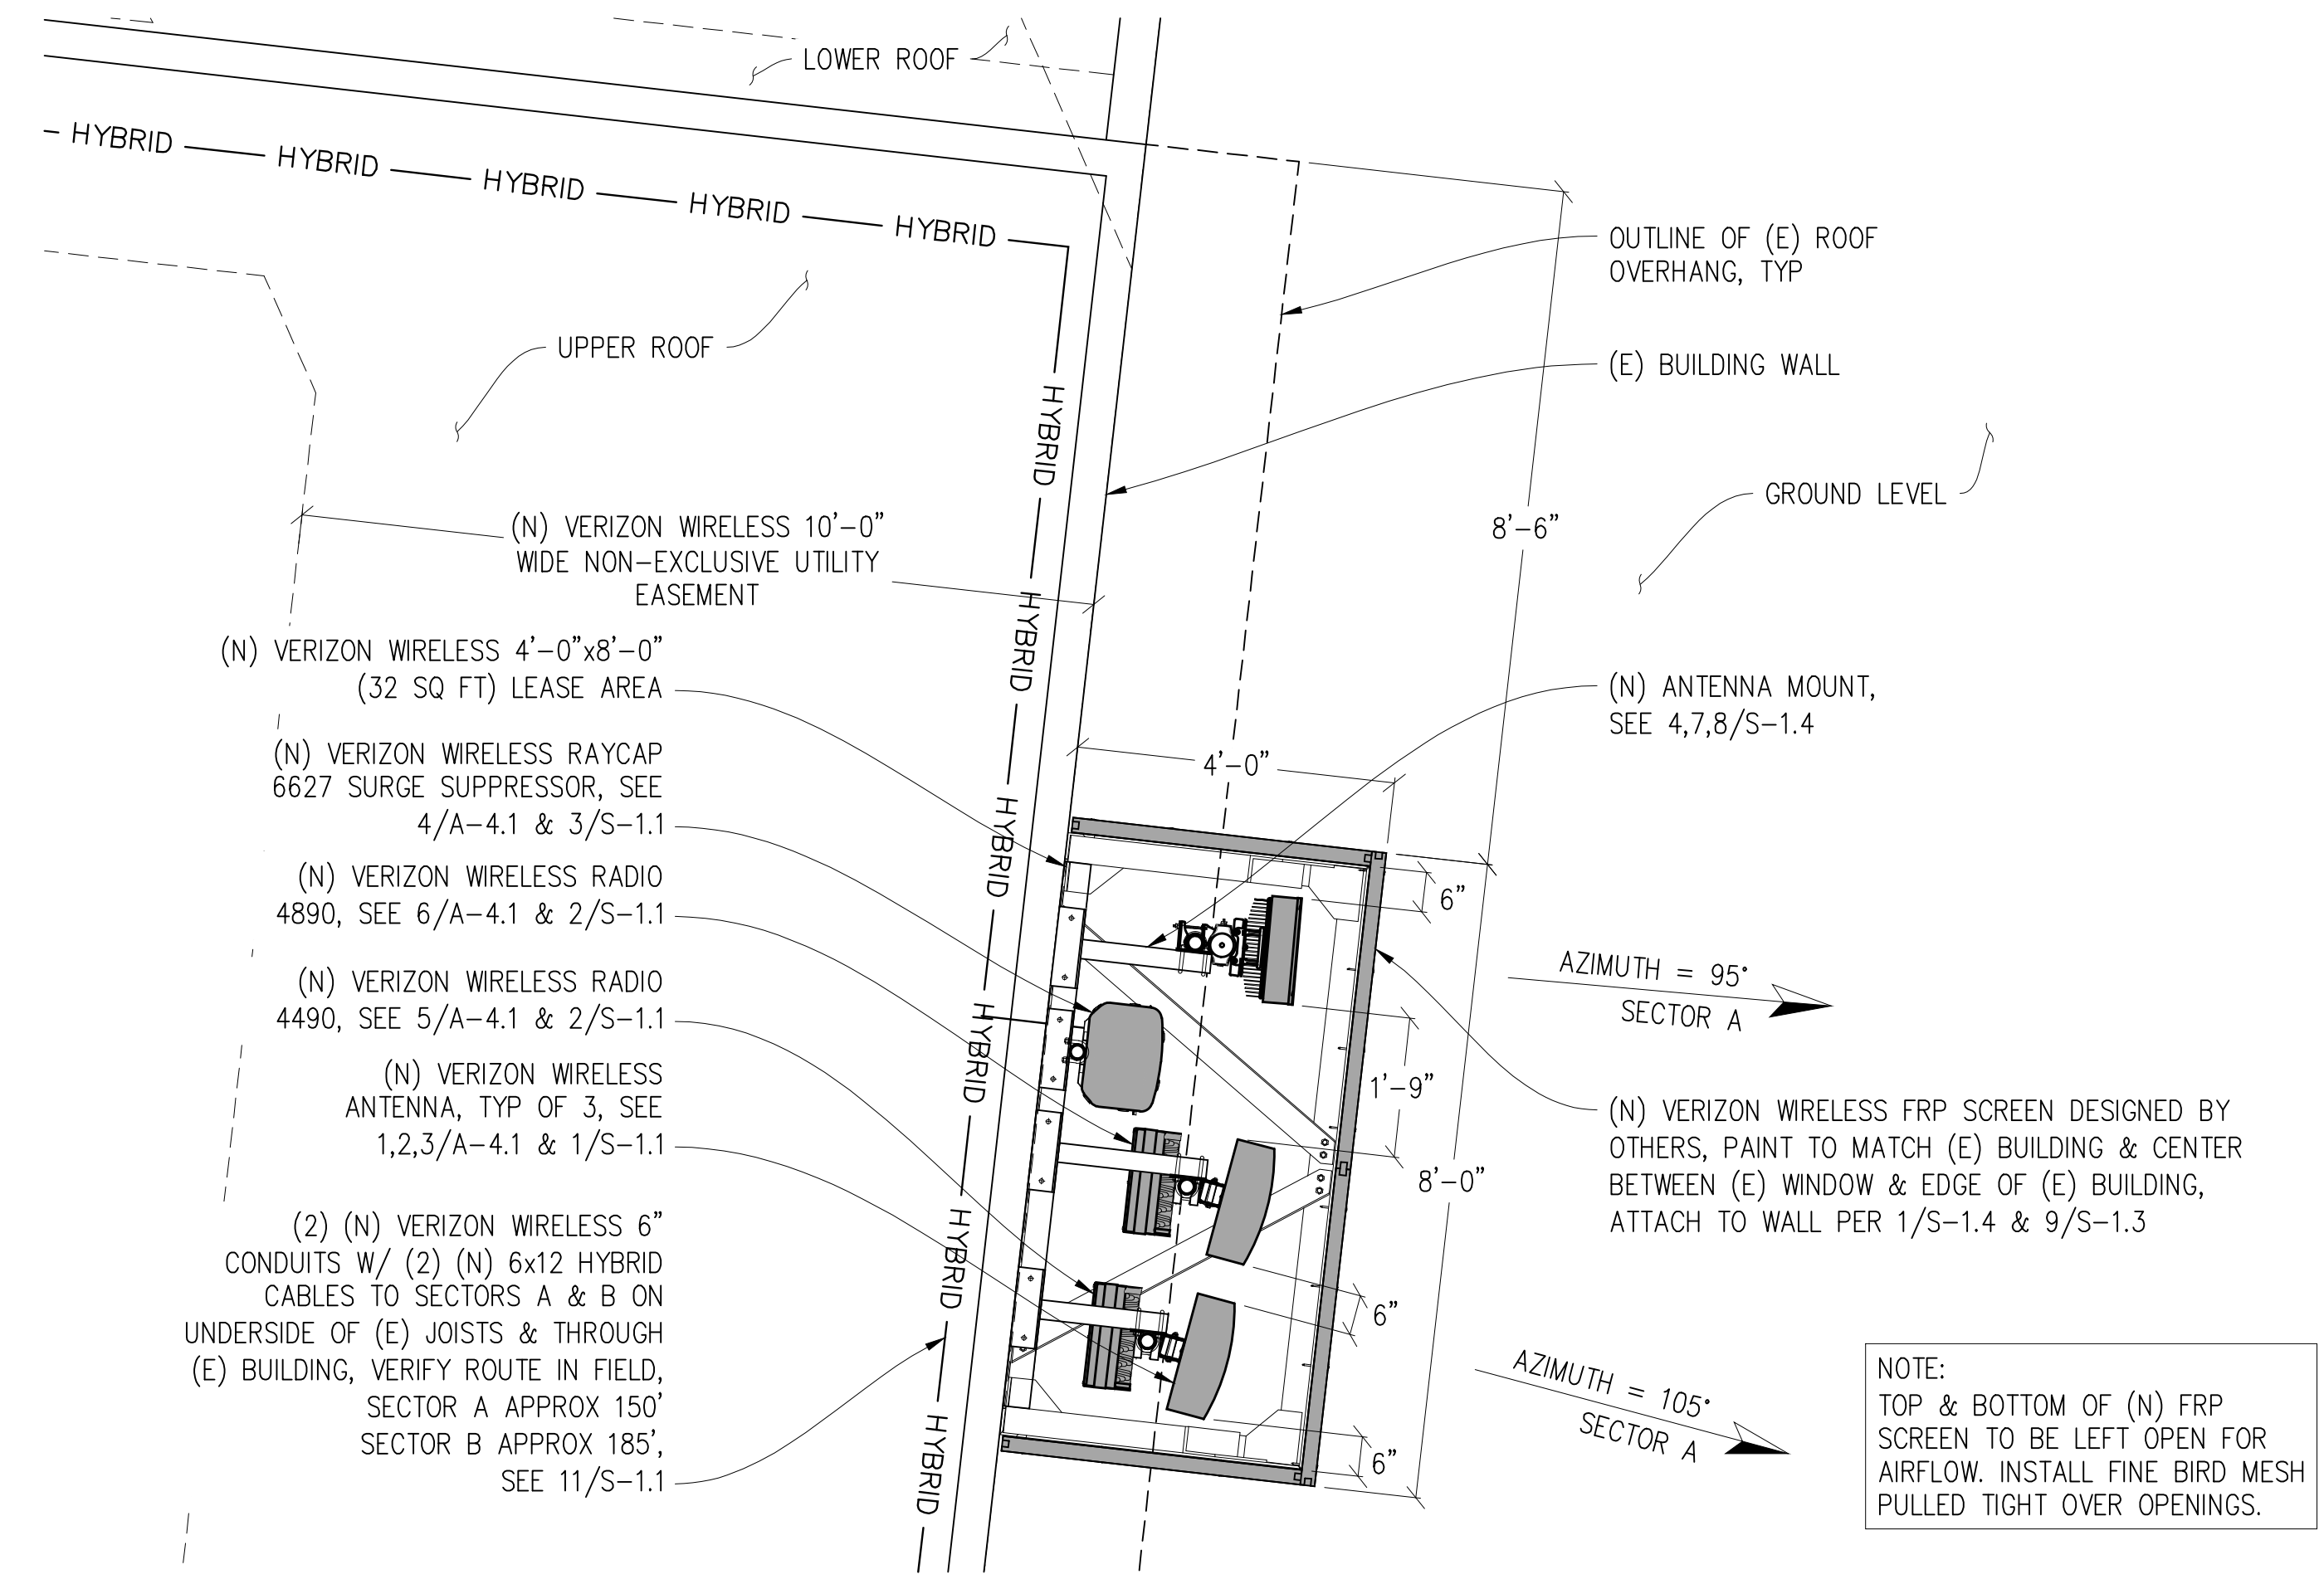 LOWER ROOF
HYBRID HYBRID HYBRID HYBRID HYBRID
OUTLINE OF (E) ROOF
OVERHANG, TYP
UPPER ROOF
(E) BUILDING WALL
HYBRID
GROUND LEVEL
8'-6"
(N) VERIZON WIRELESS 10'-0"
WIDE NON-EXCLUSIVE UTILITY
EASEMENT
HYBRID
(N) VERIZON WIRELESS 4'-0"x8'-0"
(32 SQ FT) LEASE AREA
(N) ANTENNA MOUNT,
SEE 4,7,8/S-1.4
(N) VERIZON WIRELESS RAYCAP
6627 SURGE SUPPRESSOR, SEE
4/A-4.1 & 3/S-1.1
4'-0"
HYBRID
(N) VERIZON WIRELESS RADIO
4890, SEE 6/A-4.1 & 2/S-1.1
6"
(N) VERIZON WIRELESS RADIO
4490, SEE 5/A-4.1 & 2/S-1.1
AZIMUTH = 95°
SECTOR A
HYBRID
1'-9"
(N) VERIZON WIRELESS
ANTENNA, TYP OF 3, SEE
1,2,3/A-4.1 & 1/S-1.1
(N) VERIZON WIRELESS FRP SCREEN DESIGNED BY
OTHERS, PAINT TO MATCH (E) BUILDING & CENTER
BETWEEN (E) WINDOW & EDGE OF (E) BUILDING,
ATTACH TO WALL PER 1/S-1.4 & 9/S-1.3
8'-0"
HYBRID
(2) (N) VERIZON WIRELESS 6"
CONDUITS W/ (2) (N) 6x12 HYBRID
CABLES TO SECTORS A & B ON
UNDERSIDE OF (E) JOISTS & THROUGH
(E) BUILDING, VERIFY ROUTE IN FIELD,
SECTOR A APPROX 150'
SECTOR B APPROX 185',
SEE 11/S-1.1
6"
AZIMUTH = 105°
SECTOR A
6"
HYBRID
NOTE:
TOP & BOTTOM OF (N) FRP
SCREEN TO BE LEFT OPEN FOR
AIRFLOW. INSTALL FINE BIRD MESH
PULLED TIGHT OVER OPENINGS.